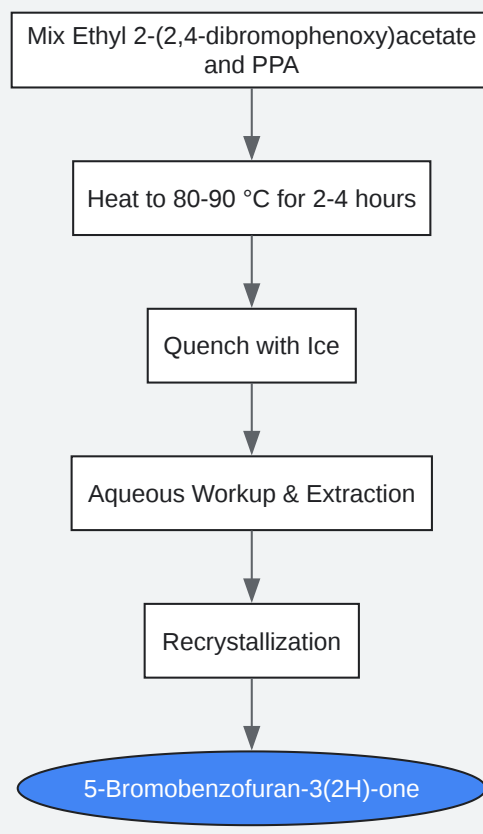 Mix Ethyl 2-(2,4-dibromophenoxy)acetate
and PPA
Heat to 80-90 °C for 2-4 hours
Quench with Ice
Aqueous Workup & Extraction
Recrystallization
5-Bromobenzofuran-3(2H)-one